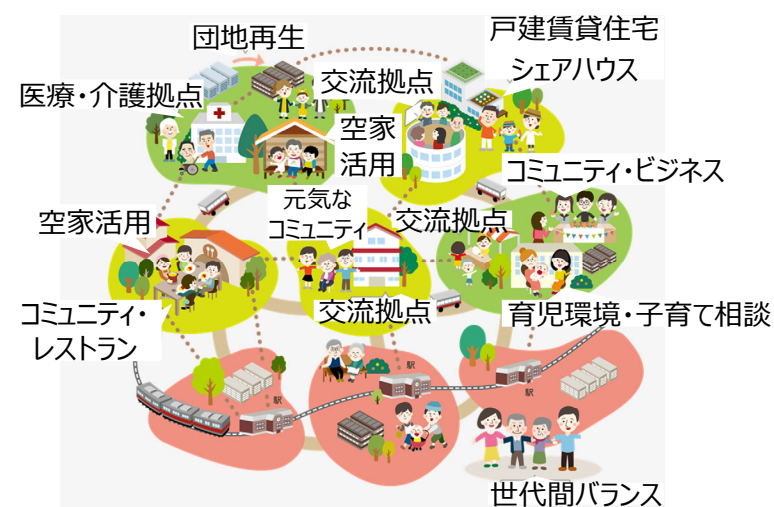 団地再生
戸建賃貸住宅
シェアハウス
医療・介護拠点
交流拠点
空家
活用
コミュニティ・ビジネス
空家活用
元気な
コミュニティ
交流拠点
コミュニティ・
レストラン
交流拠点
育児環境・子育て相談
駅
駅
駅
世代間バランス